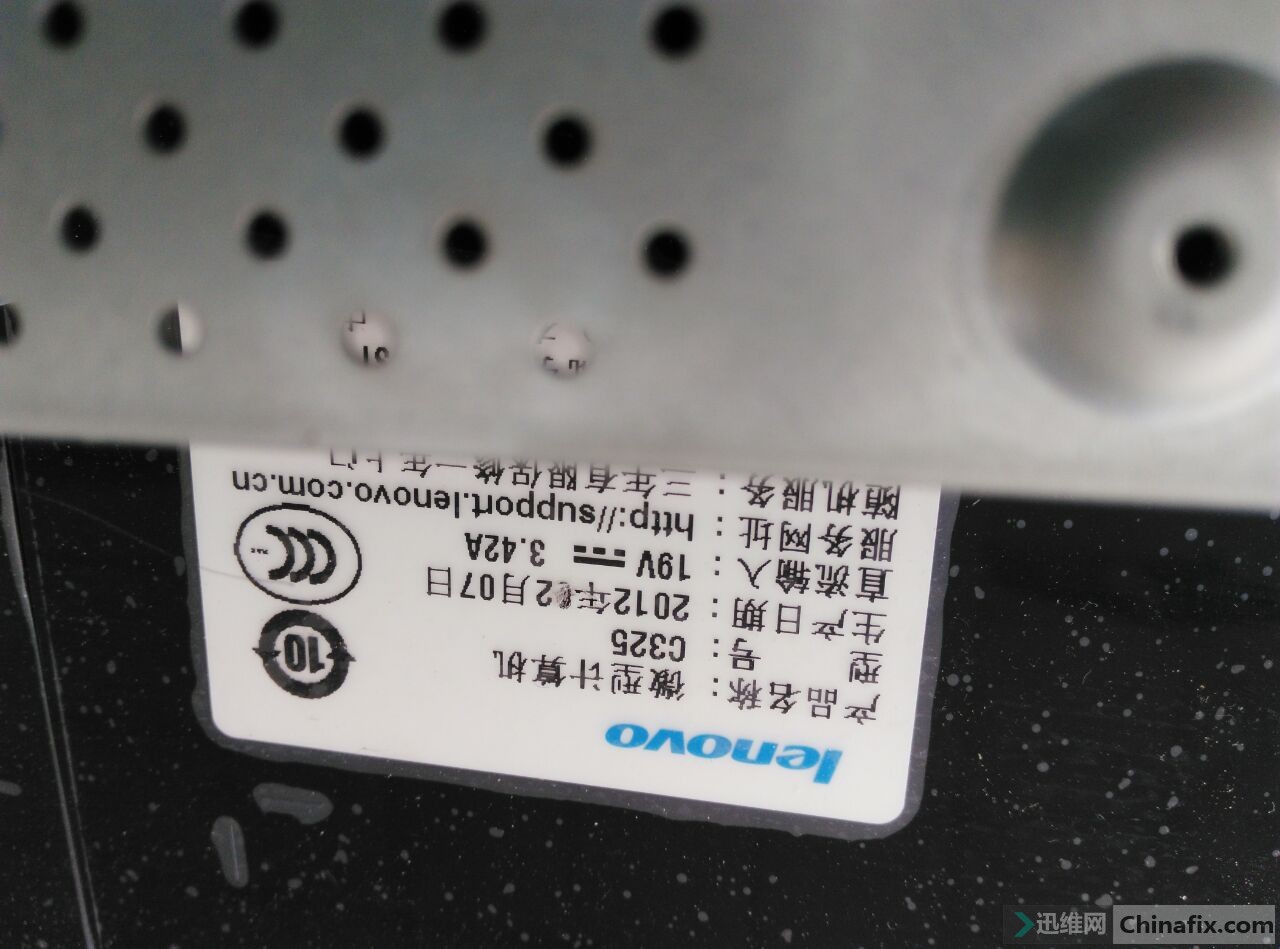 lenovo
产品名称：微型计算机
型 号：C325
生产日期：2012年02月07日
直流输入：19V 3.42A
服务网址：http://support.lenovo.com.cn
随机服务：三年有限保修一年上门
10
CCC
迅维网 Chinafix.com